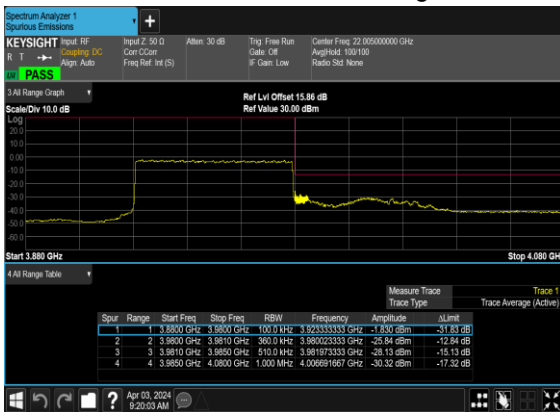 Spectrum Analyzer 1
Spurious Emissions
KEYSIGHT Input: RF Input Z: 50 Ω Atten: 30 dB Trig: Free Run Center Freq: 22.005000000 GHz
R T Coupling: DC Corr CCorr Gate: Off Avg|Hold: 100/100
Align: Auto Freq Ref: Int (S) IF Gain: Low Radio Std: None
LV PASS
3 All Range Graph Ref Lvl Offset 15.86 dB
Scale/Div 10.0 dB Ref Value 30.00 dBm
Log
20.0
10.0
0.00
-10.0
-20.0
-30.0
-40.0
-50.0
-60.0
Start 3.880 GHz Stop 4.080 GH
4 All Range Table
Measure Trace Trace 1
Trace Type Trace Average (Active)
Spur Range Start Freq Stop Freq RBW Frequency Amplitude ΔLimit
1 1 3.8800 GHz 3.9800 GHz 100.0 kHz 3.923333333 GHz -1.830 dBm -31.83 dB
2 2 3.9800 GHz 3.9810 GHz 360.0 kHz 3.980023333 GHz -25.84 dBm -12.84 dB
3 3 3.9810 GHz 3.9850 GHz 510.0 kHz 3.981973333 GHz -28.13 dBm -15.13 dB
4 4 3.9850 GHz 4.0800 GHz 1.000 MHz 4.006691667 GHz -30.32 dBm -17.32 dB
Apr 03, 2024
9:20:03 AM